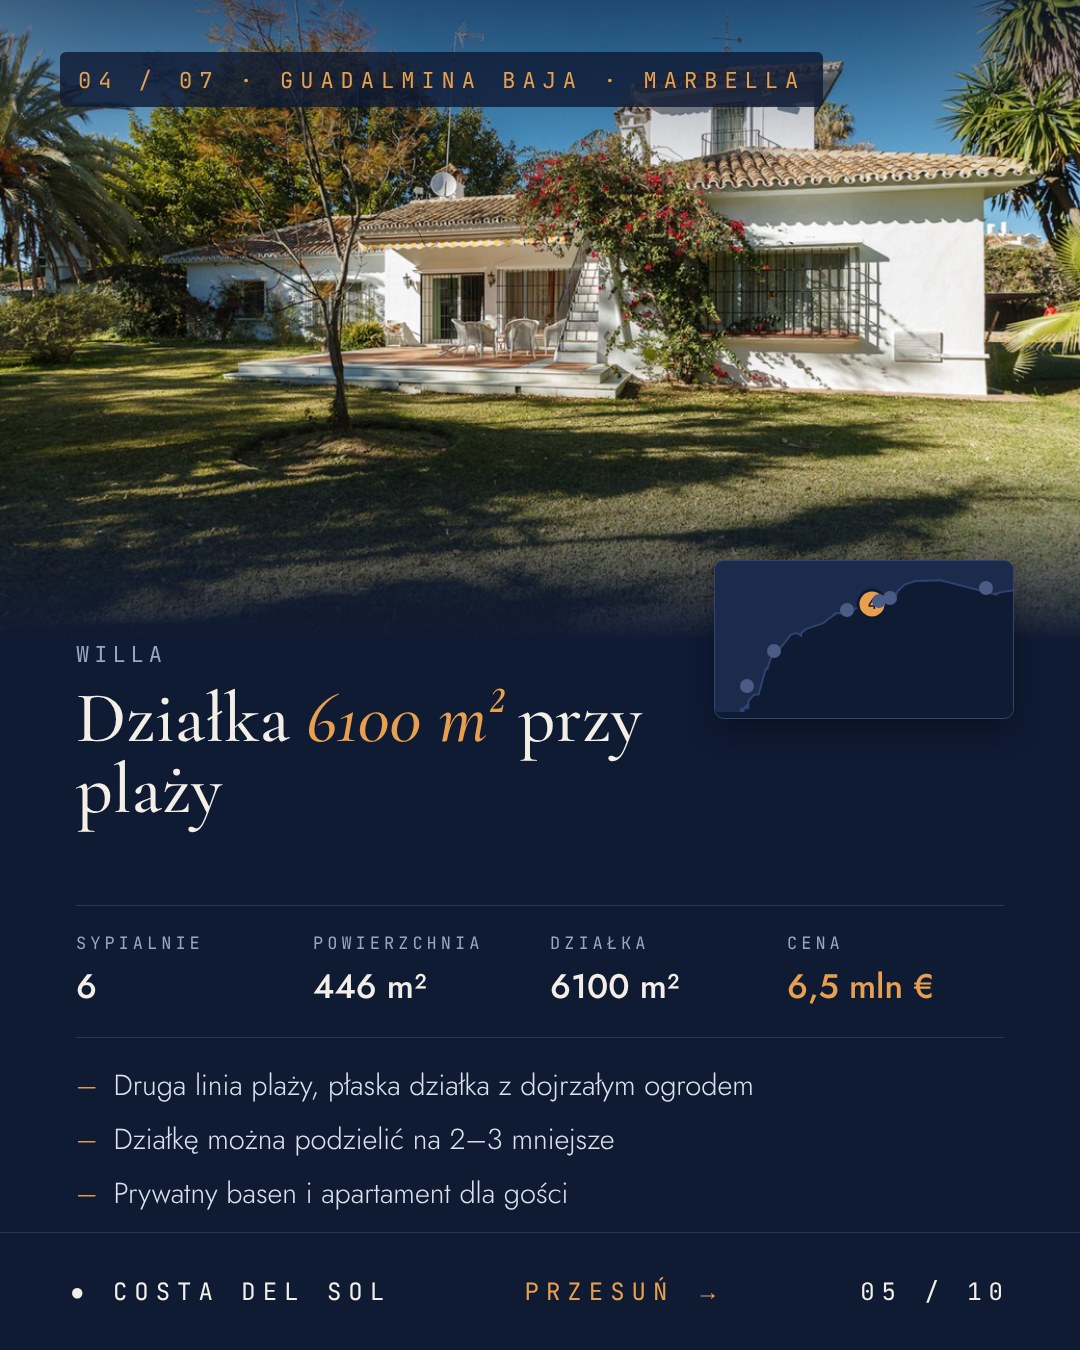 04 / 07 · GUADALMINA BAJA · MARBELLA
4
WILLA
Działka 6100 m² przy
plaży
SYPIALNIE POWIERZCHNIA DZIAŁKA CENA
6 446 m² 6100 m² 6,5 mln €
– Druga linia plaży, płaska działka z dojrzałym ogrodem
– Działkę można podzielić na 2–3 mniejsze
– Prywatny basen i apartament dla gości
• COSTA DEL SOL PRZESUŃ → 05 / 10